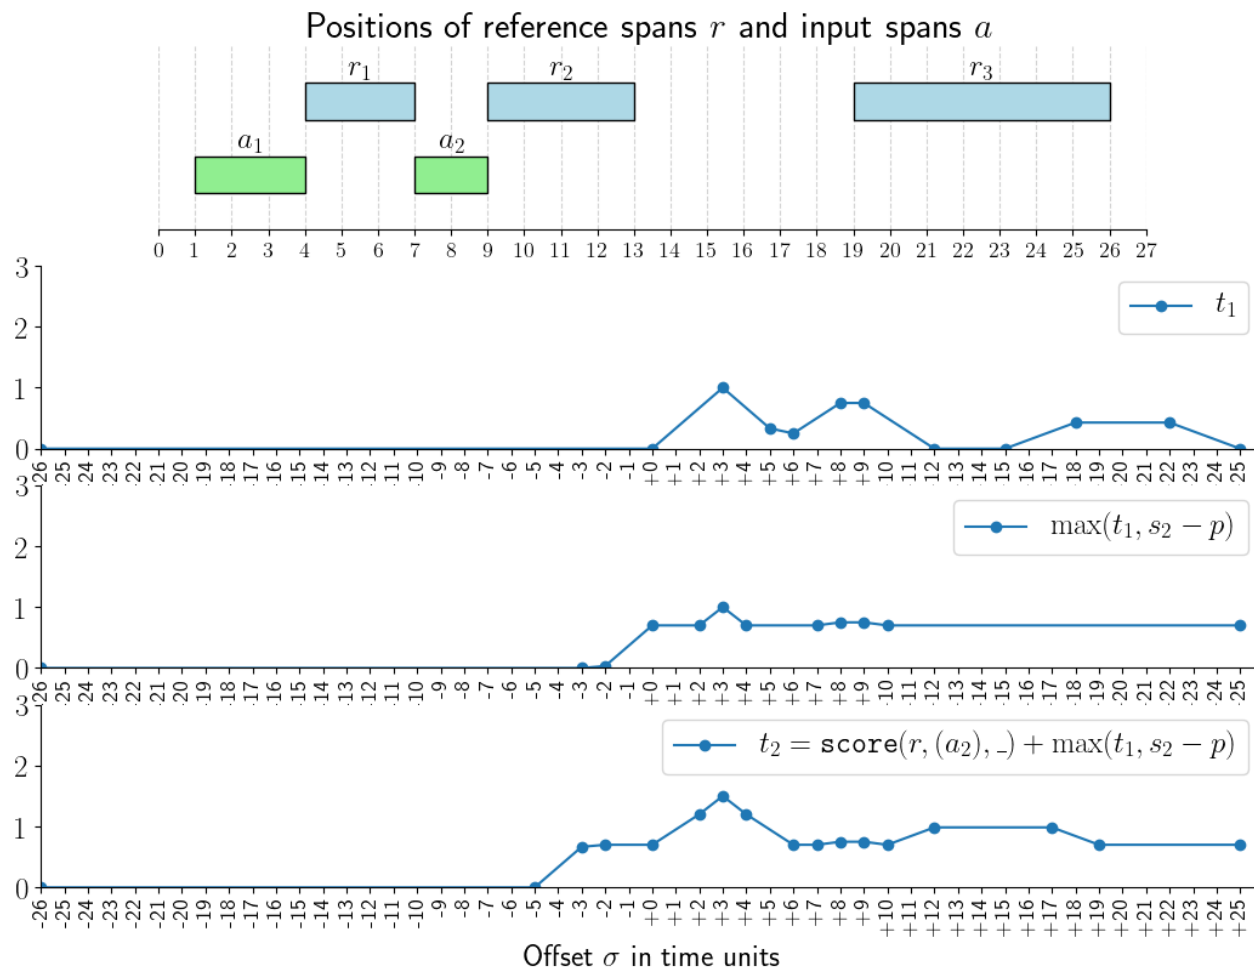 Positions of reference spans r and input spans a
r₁ r₂ r₃
a₁ a₂
0 1 2 3 4 5 6 7 8 9 10 11 12 13 14 15 16 17 18 19 20 21 22 23 24 25 26 27
3
2
1
0
t₁
-26 -25 -24 -23 -22 -21 -20 -19 -18 -17 -16 -15 -14 -13 -12 -11 -10 -9 -8 -7 -6 -5 -4 -3 -2 -1 +0 +1 +2 +3 +4 +5 +6 +7 +8 +9 +10 +11 +12 +13 +14 +15 +16 +17 +18 +19 +20 +21 +22 +23 +24 +25
3
2
1
0
max(t₁, s₂ − p)
-26 -25 -24 -23 -22 -21 -20 -19 -18 -17 -16 -15 -14 -13 -12 -11 -10 -9 -8 -7 -6 -5 -4 -3 -2 -1 +0 +1 +2 +3 +4 +5 +6 +7 +8 +9 +10 +11 +12 +13 +14 +15 +16 +17 +18 +19 +20 +21 +22 +23 +24 +25
3
2
1
0
t₂ = score(r, (a₂), _) + max(t₁, s₂ − p)
-26 -25 -24 -23 -22 -21 -20 -19 -18 -17 -16 -15 -14 -13 -12 -11 -10 -9 -8 -7 -6 -5 -4 -3 -2 -1 +0 +1 +2 +3 +4 +5 +6 +7 +8 +9 +10 +11 +12 +13 +14 +15 +16 +17 +18 +19 +20 +21 +22 +23 +24 +25
Offset σ in time units